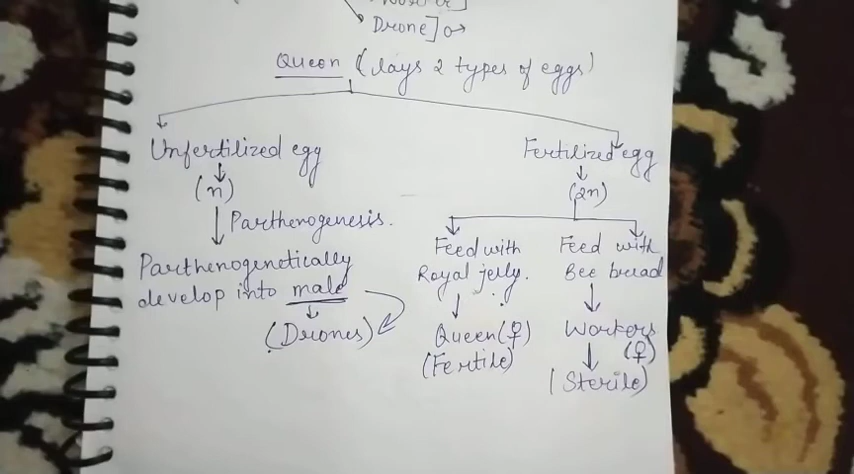 Drone] ♂
Queen (lays 2 types of eggs)
Unfertilized egg
Fertilized egg
(n)
(2n)
Parthenogenesis.
Parthenogenetically
develop into male
(Drones)
Feed with
Royal jelly.
Queen (♀)
(Fertile)
Feed with
Bee bread
Workers
(♀)
(Sterile)